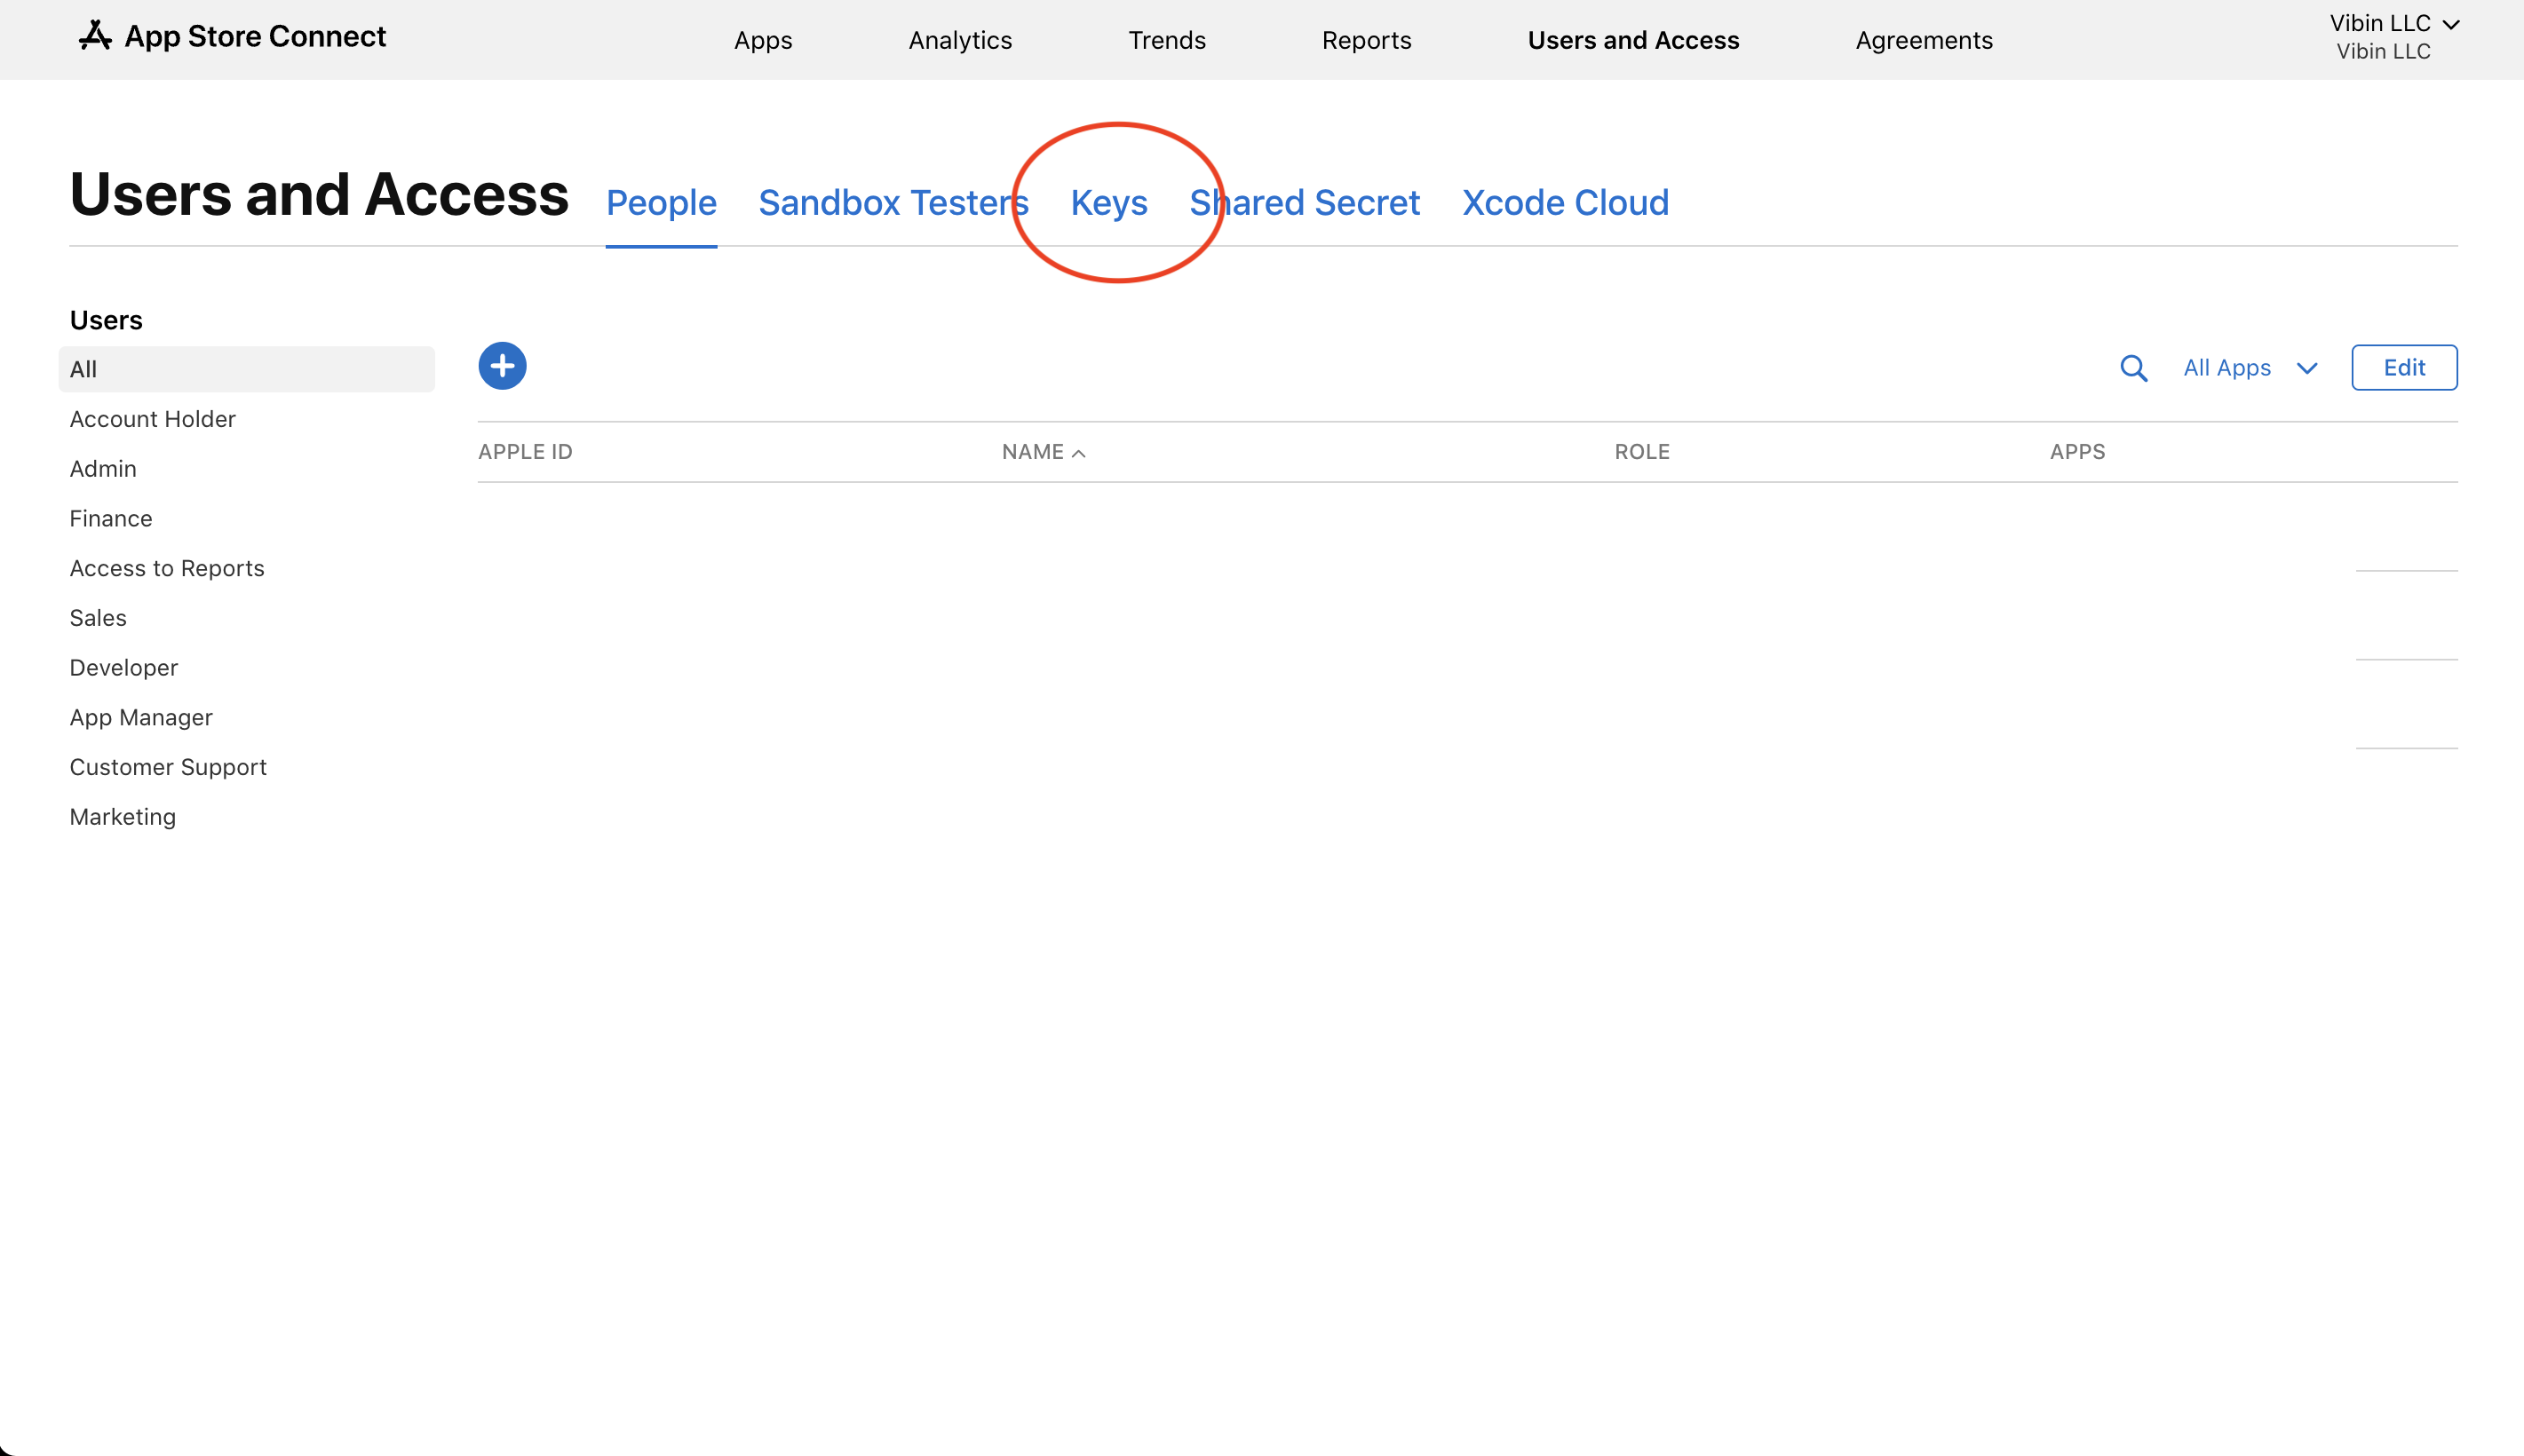 App Store Connect
Apps Analytics Trends Reports Users and Access Agreements
Vibin LLC
Vibin LLC
Users and Access People Sandbox Testers Keys Shared Secret Xcode Cloud
Users
All
Account Holder
Admin
Finance
Access to Reports
Sales
Developer
App Manager
Customer Support
Marketing
All Apps Edit
APPLE ID NAME ROLE APPS